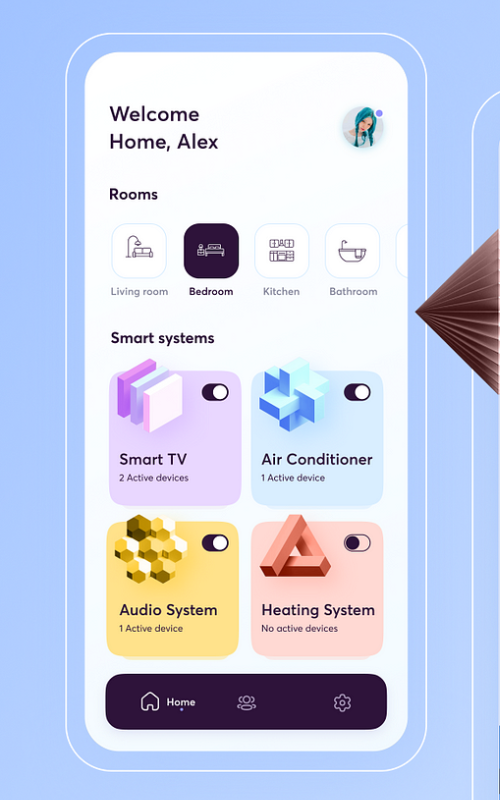 Welcome
Home, Alex
Rooms
Living room
Bedroom
Kitchen
Bathroom
Smart systems
Smart TV
2 Active devices
Air Conditioner
1 Active device
Audio System
1 Active device
Heating System
No active devices
Home